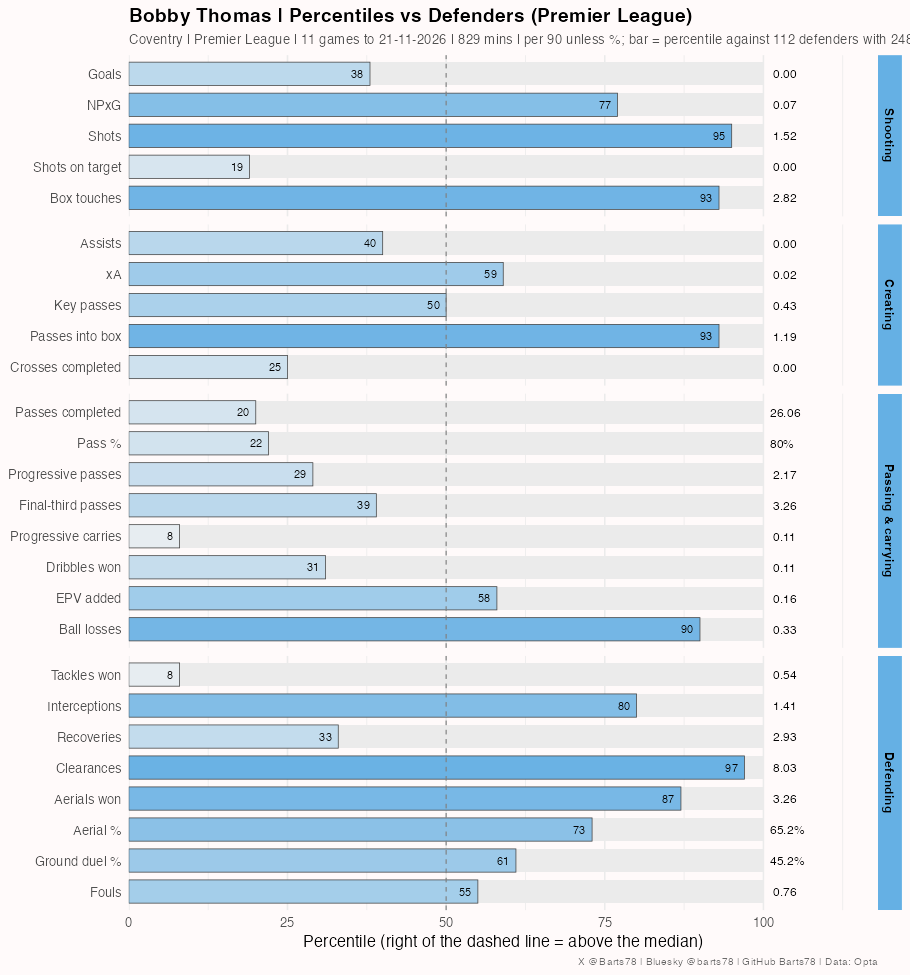 Bobby Thomas | Percentiles vs Defenders (Premier League)
Coventry | Premier League | 11 games to 21-11-2026 | 829 mins | per 90 unless %; bar = percentile against 112 defenders with 248
Goals 38 0.00
NPxG 77 0.07
Shots 95 1.52
Shots on target 19 0.00
Box touches 93 2.82
Shooting
Assists 40 0.00
xA 59 0.02
Key passes 50 0.43
Passes into box 93 1.19
Crosses completed 25 0.00
Creating
Passes completed 20 26.06
Pass % 22 80%
Progressive passes 29 2.17
Final-third passes 39 3.26
Progressive carries 8 0.11
Dribbles won 31 0.11
EPV added 58 0.16
Ball losses 90 0.33
Passing & carrying
Tackles won 8 0.54
Interceptions 80 1.41
Recoveries 33 2.93
Clearances 97 8.03
Aerials won 87 3.26
Aerial % 73 65.2%
Ground duel % 61 45.2%
Fouls 55 0.76
Defending
0 25 50 75 100
Percentile (right of the dashed line = above the median)
X @Barts78 | Bluesky @barts78 | GitHub Barts78 | Data: Opta